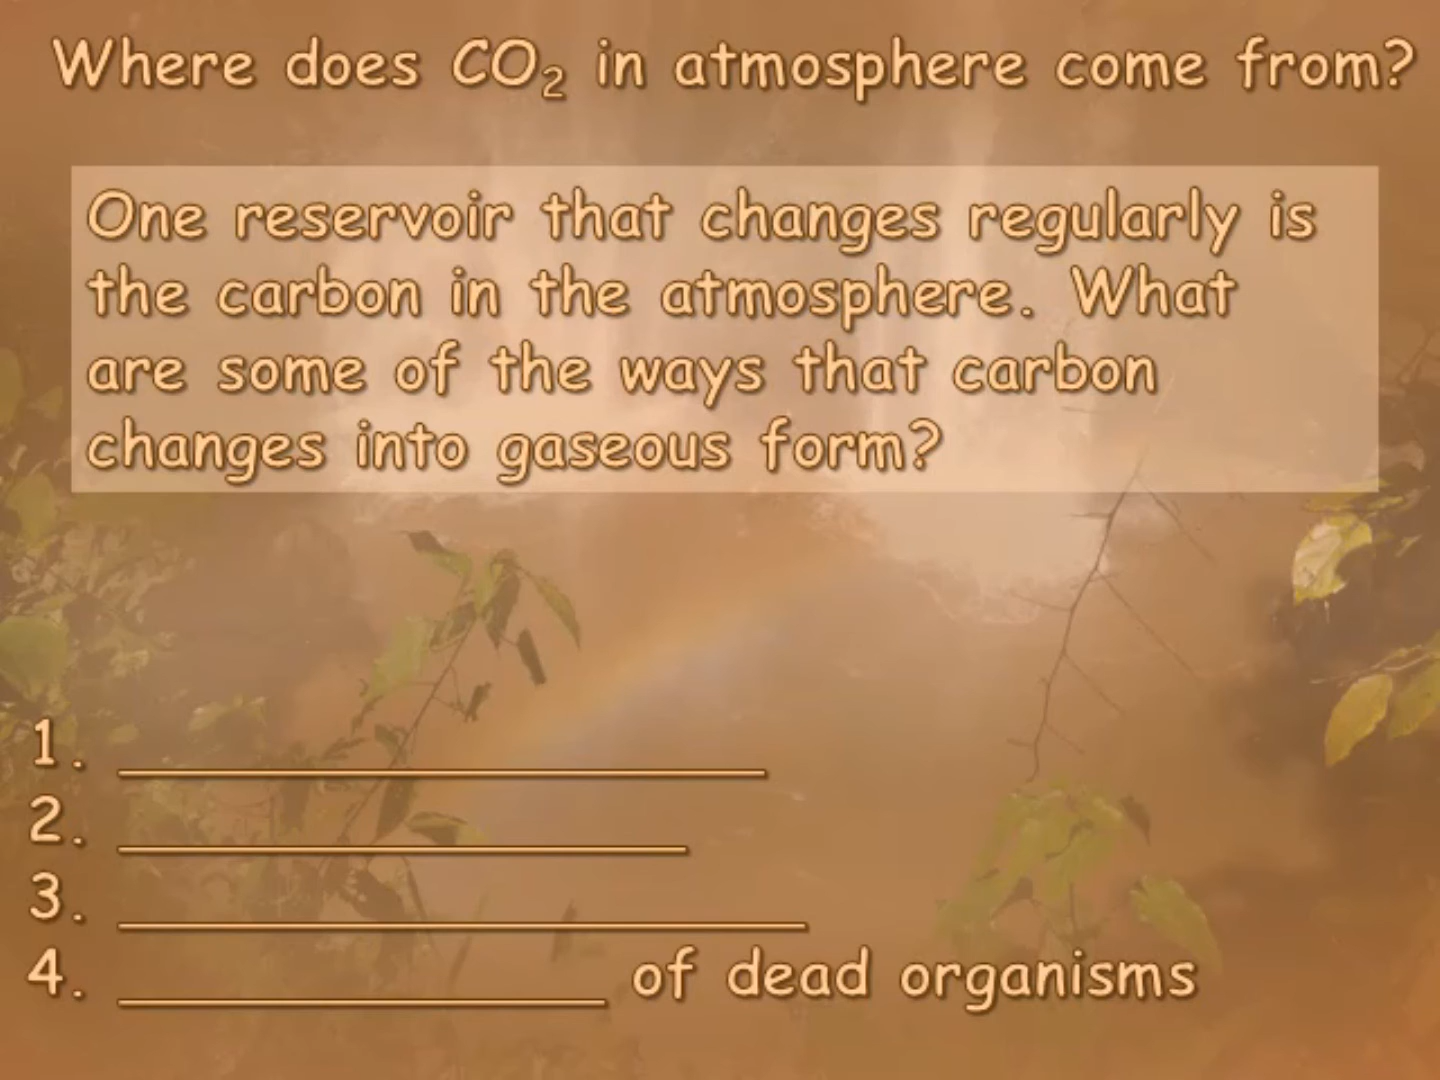 Where does CO₂ in atmosphere come from?
One reservoir that changes regularly is
the carbon in the atmosphere. What
are some of the ways that carbon
changes into gaseous form?
1. ____________________
2. __________________
3. _____________________
4. _______________ of dead organisms